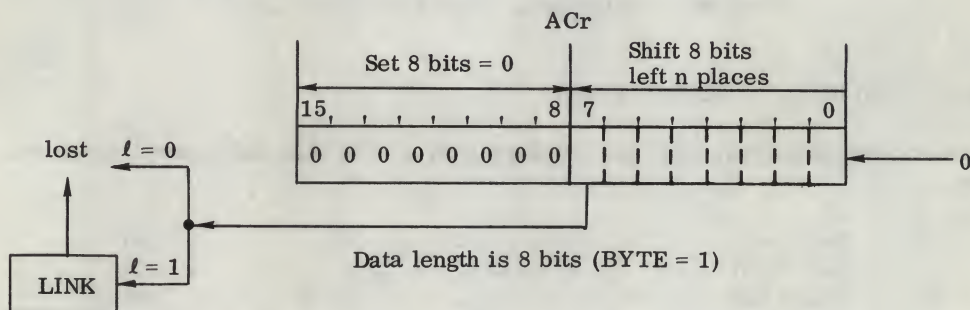 ACr
Set 8 bits = 0
Shift 8 bits
left n places
15 8 7 0
lost ℓ = 0
0 0 0 0 0 0 0 0 0
ℓ = 1
Data length is 8 bits (BYTE = 1)
LINK